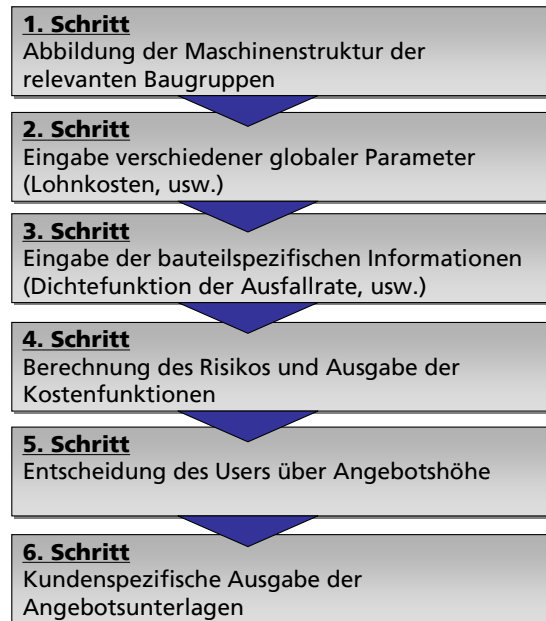 1. Schritt
Abbildung der Maschinenstruktur der
relevanten Baugruppen
2. Schritt
Eingabe verschiedener globaler Parameter
(Lohnkosten, usw.)
3. Schritt
Eingabe der bauteilspezifischen Informationen
(Dichtefunktion der Ausfallrate, usw.)
4. Schritt
Berechnung des Risikos und Ausgabe der
Kostenfunktionen
5. Schritt
Entscheidung des Users über Angebotshöhe
6. Schritt
Kundenspezifische Ausgabe der
Angebotsunterlagen